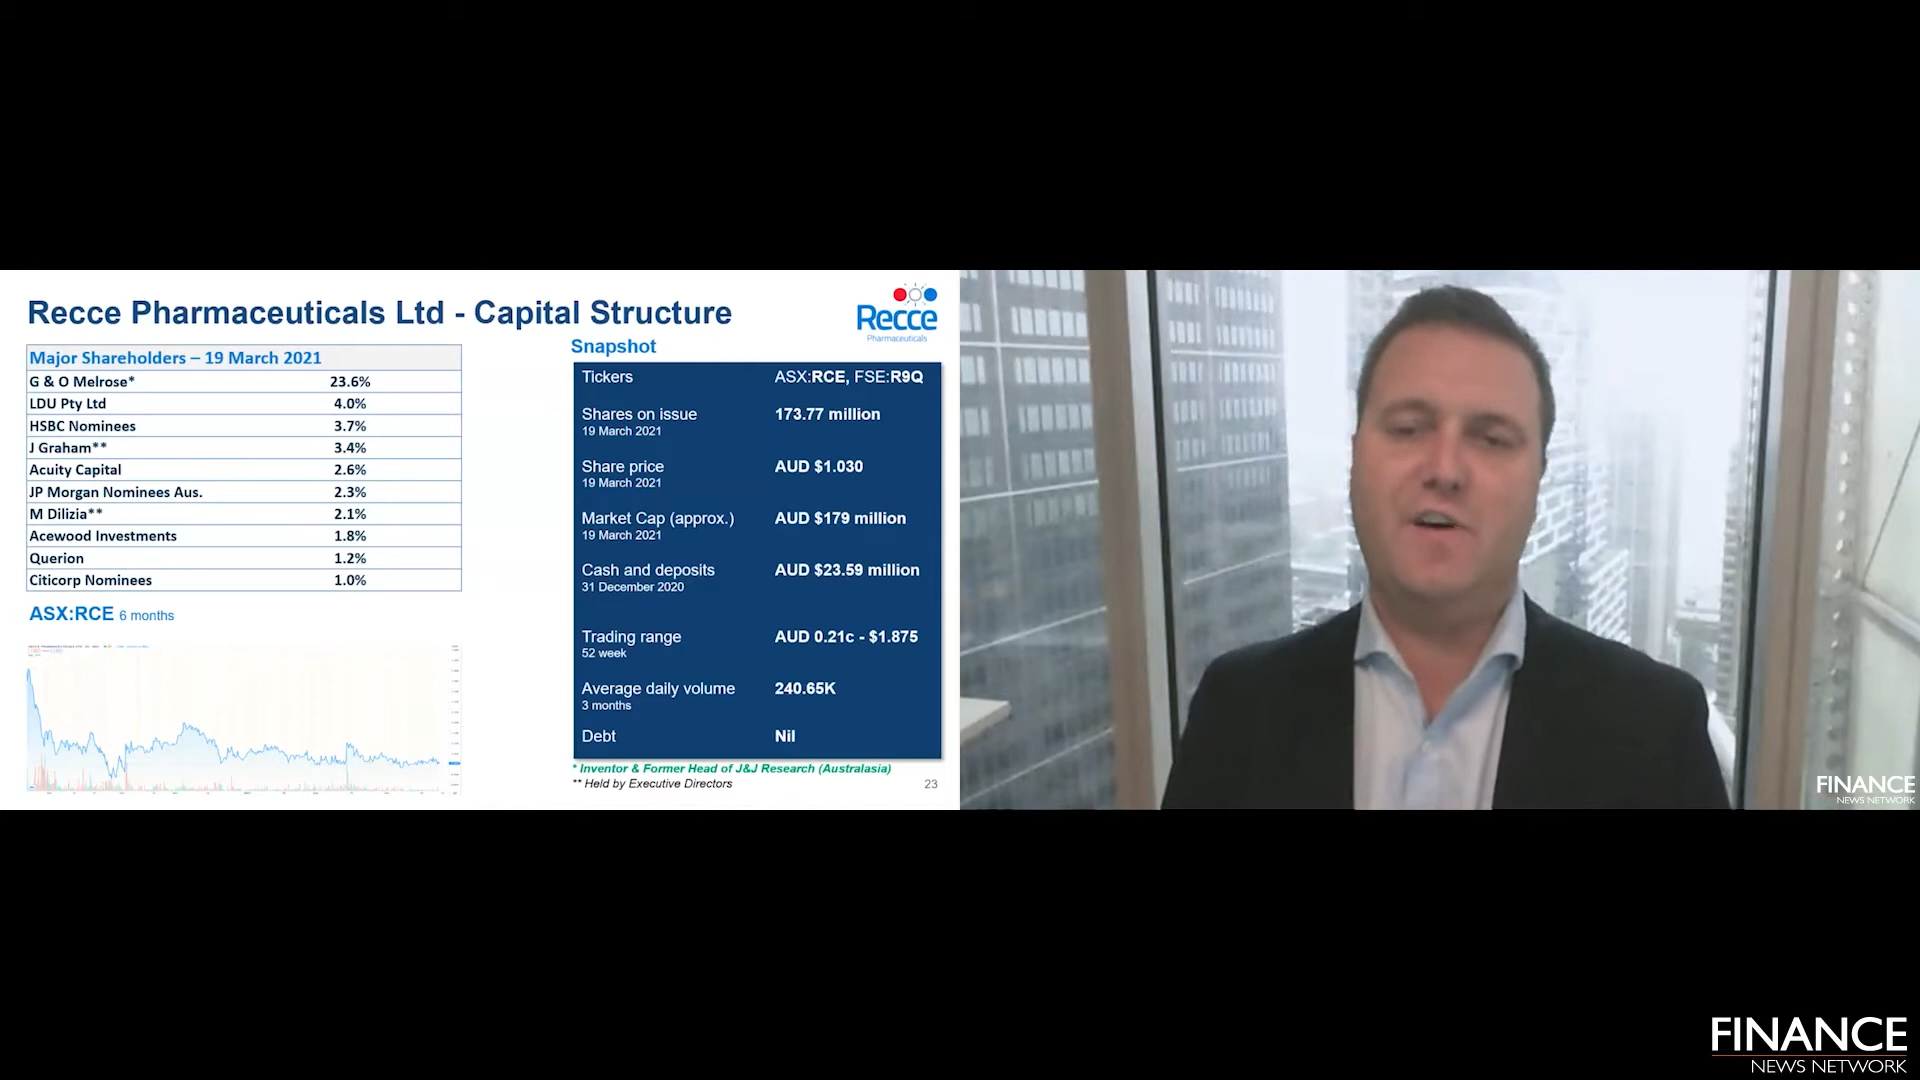 Recce Pharmaceuticals Ltd - Capital Structure
Recce
Pharmaceuticals
Major Shareholders – 19 March 2021
G & O Melrose* 23.6%
LDU Pty Ltd 4.0%
HSBC Nominees 3.7%
J Graham** 3.4%
Acuity Capital 2.6%
JP Morgan Nominees Aus. 2.3%
M Dilizia** 2.1%
Acewood Investments 1.8%
Querion 1.2%
Citicorp Nominees 1.0%
ASX:RCE 6 months
Snapshot
Tickers ASX:RCE, FSE:R9Q
Shares on issue 173.77 million
19 March 2021
Share price AUD $1.030
19 March 2021
Market Cap (approx.) AUD $179 million
19 March 2021
Cash and deposits AUD $23.59 million
31 December 2020
Trading range AUD 0.21c - $1.875
52 week
Average daily volume 240.65K
3 months
Debt Nil
* Inventor & Former Head of J&J Research (Australasia)
** Held by Executive Directors
23
FINANCE
NEWS NETWORK
FINANCE
NEWS NETWORK